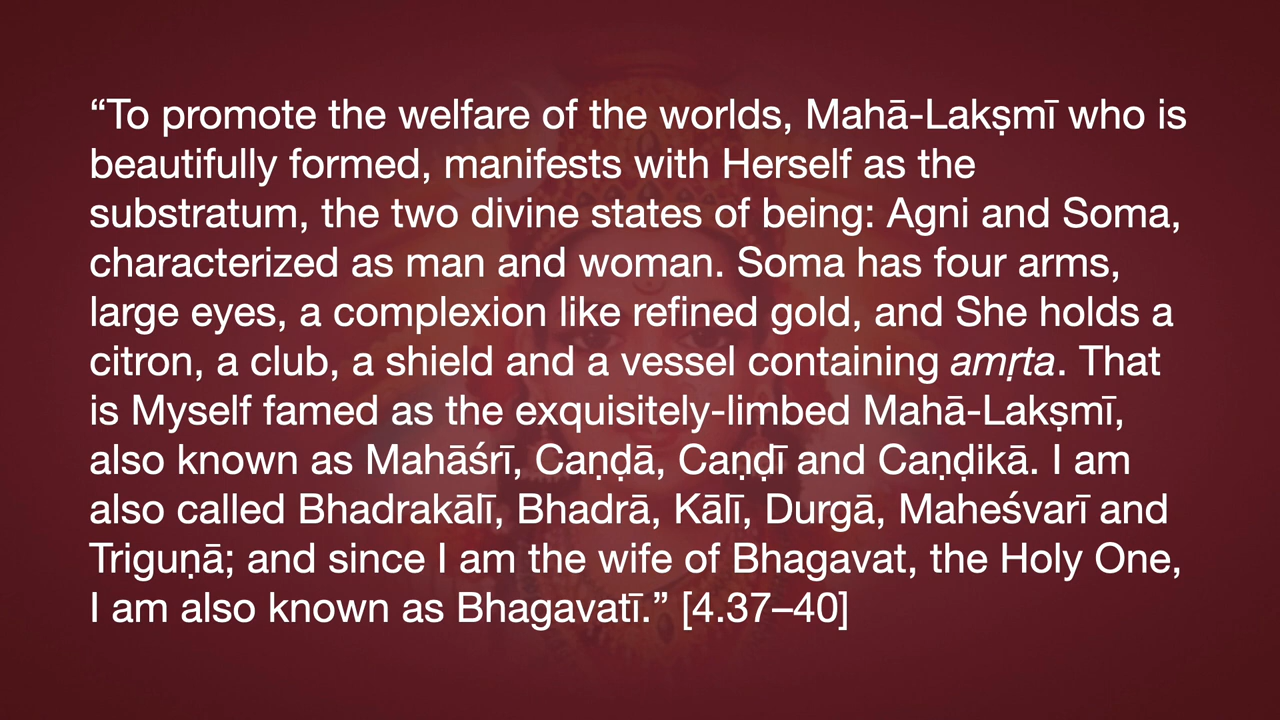 “To promote the welfare of the worlds, Mahā-Lakṣmī who is
beautifully formed, manifests with Herself as the
substratum, the two divine states of being: Agni and Soma,
characterized as man and woman. Soma has four arms,
large eyes, a complexion like refined gold, and She holds a
citron, a club, a shield and a vessel containing amṛta. That
is Myself famed as the exquisitely-limbed Mahā-Lakṣmī,
also known as Mahāśrī, Caṇḍā, Caṇḍī and Caṇḍikā. I am
also called Bhadrakālī, Bhadrā, Kālī, Durgā, Maheśvarī and
Triguṇā; and since I am the wife of Bhagavat, the Holy One,
I am also known as Bhagavatī.” [4.37–40]